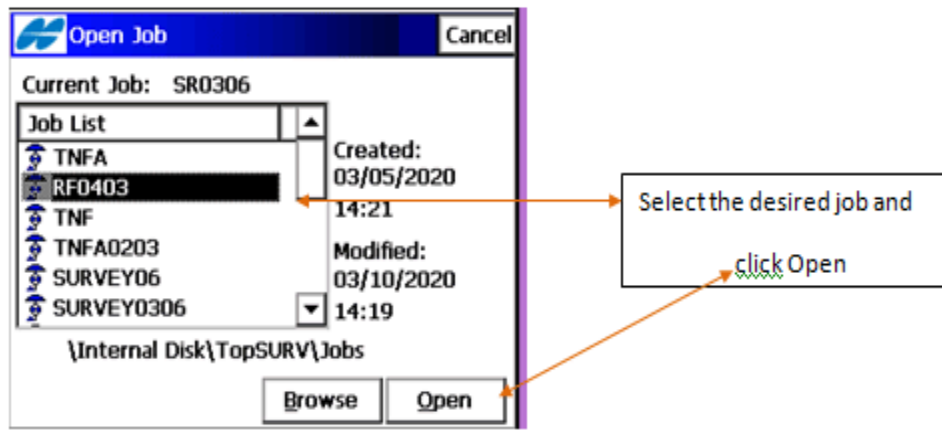 Open Job
Cancel
Current Job: SR0306
Job List
TNFA
RF0403
TNF
TNFA0203
SURVEY06
SURVEY0306
Created:
03/05/2020
14:21
Modified:
03/10/2020
14:19
\Internal Disk\TopSURV\Jobs
Browse
Open
Select the desired job and
click Open